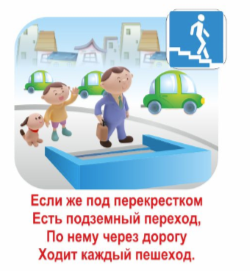 Если же под перекрестком
Есть подземный переход,
По нему через дорогу
Ходит каждый пешеход.